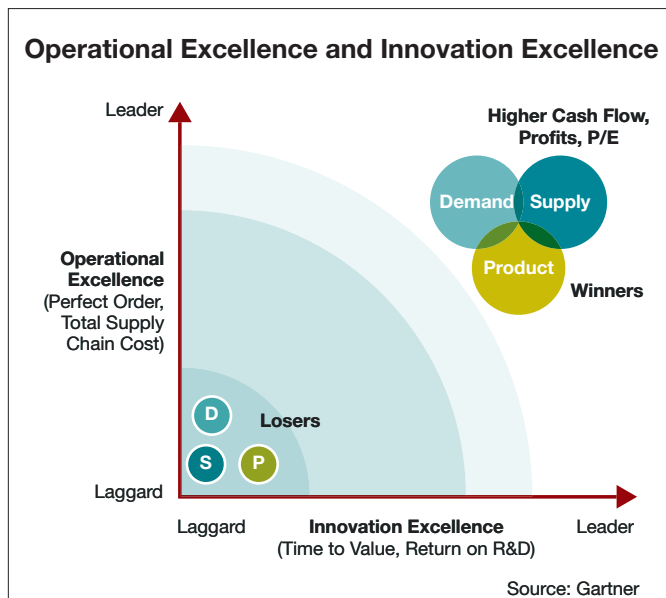 Operational Excellence and Innovation Excellence
Leader
Higher Cash Flow,
Profits, P/E
Demand
Supply
Product
Winners
Operational
Excellence
(Perfect Order,
Total Supply
Chain Cost)
D
Losers
S
P
Laggard
Laggard
Innovation Excellence
(Time to Value, Return on R&D)
Leader
Source: Gartner